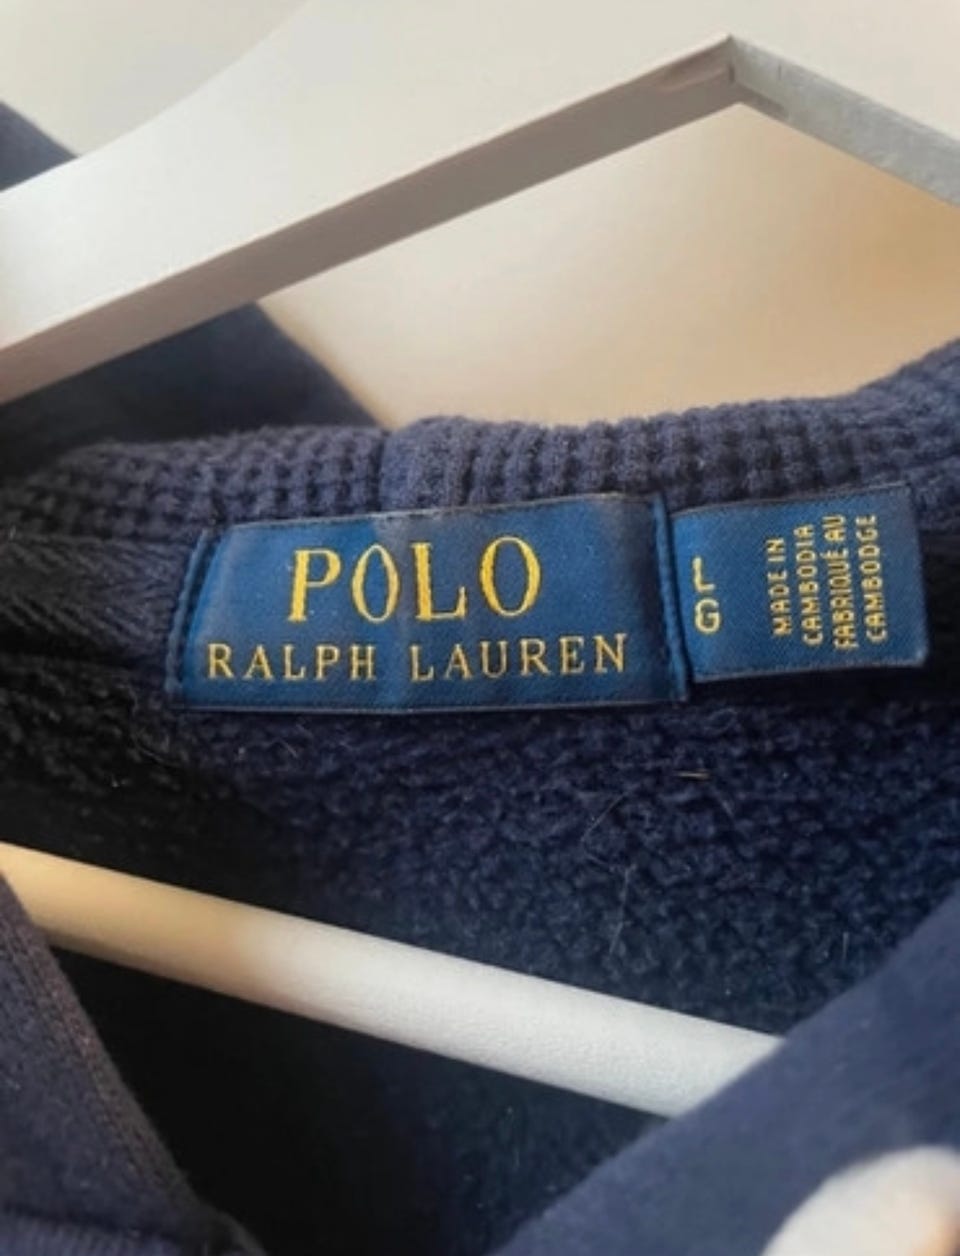 POLO
RALPH LAUREN
L
G
MADE IN
CAMBODIA
FABRIQUÉ AU
CAMBODGE